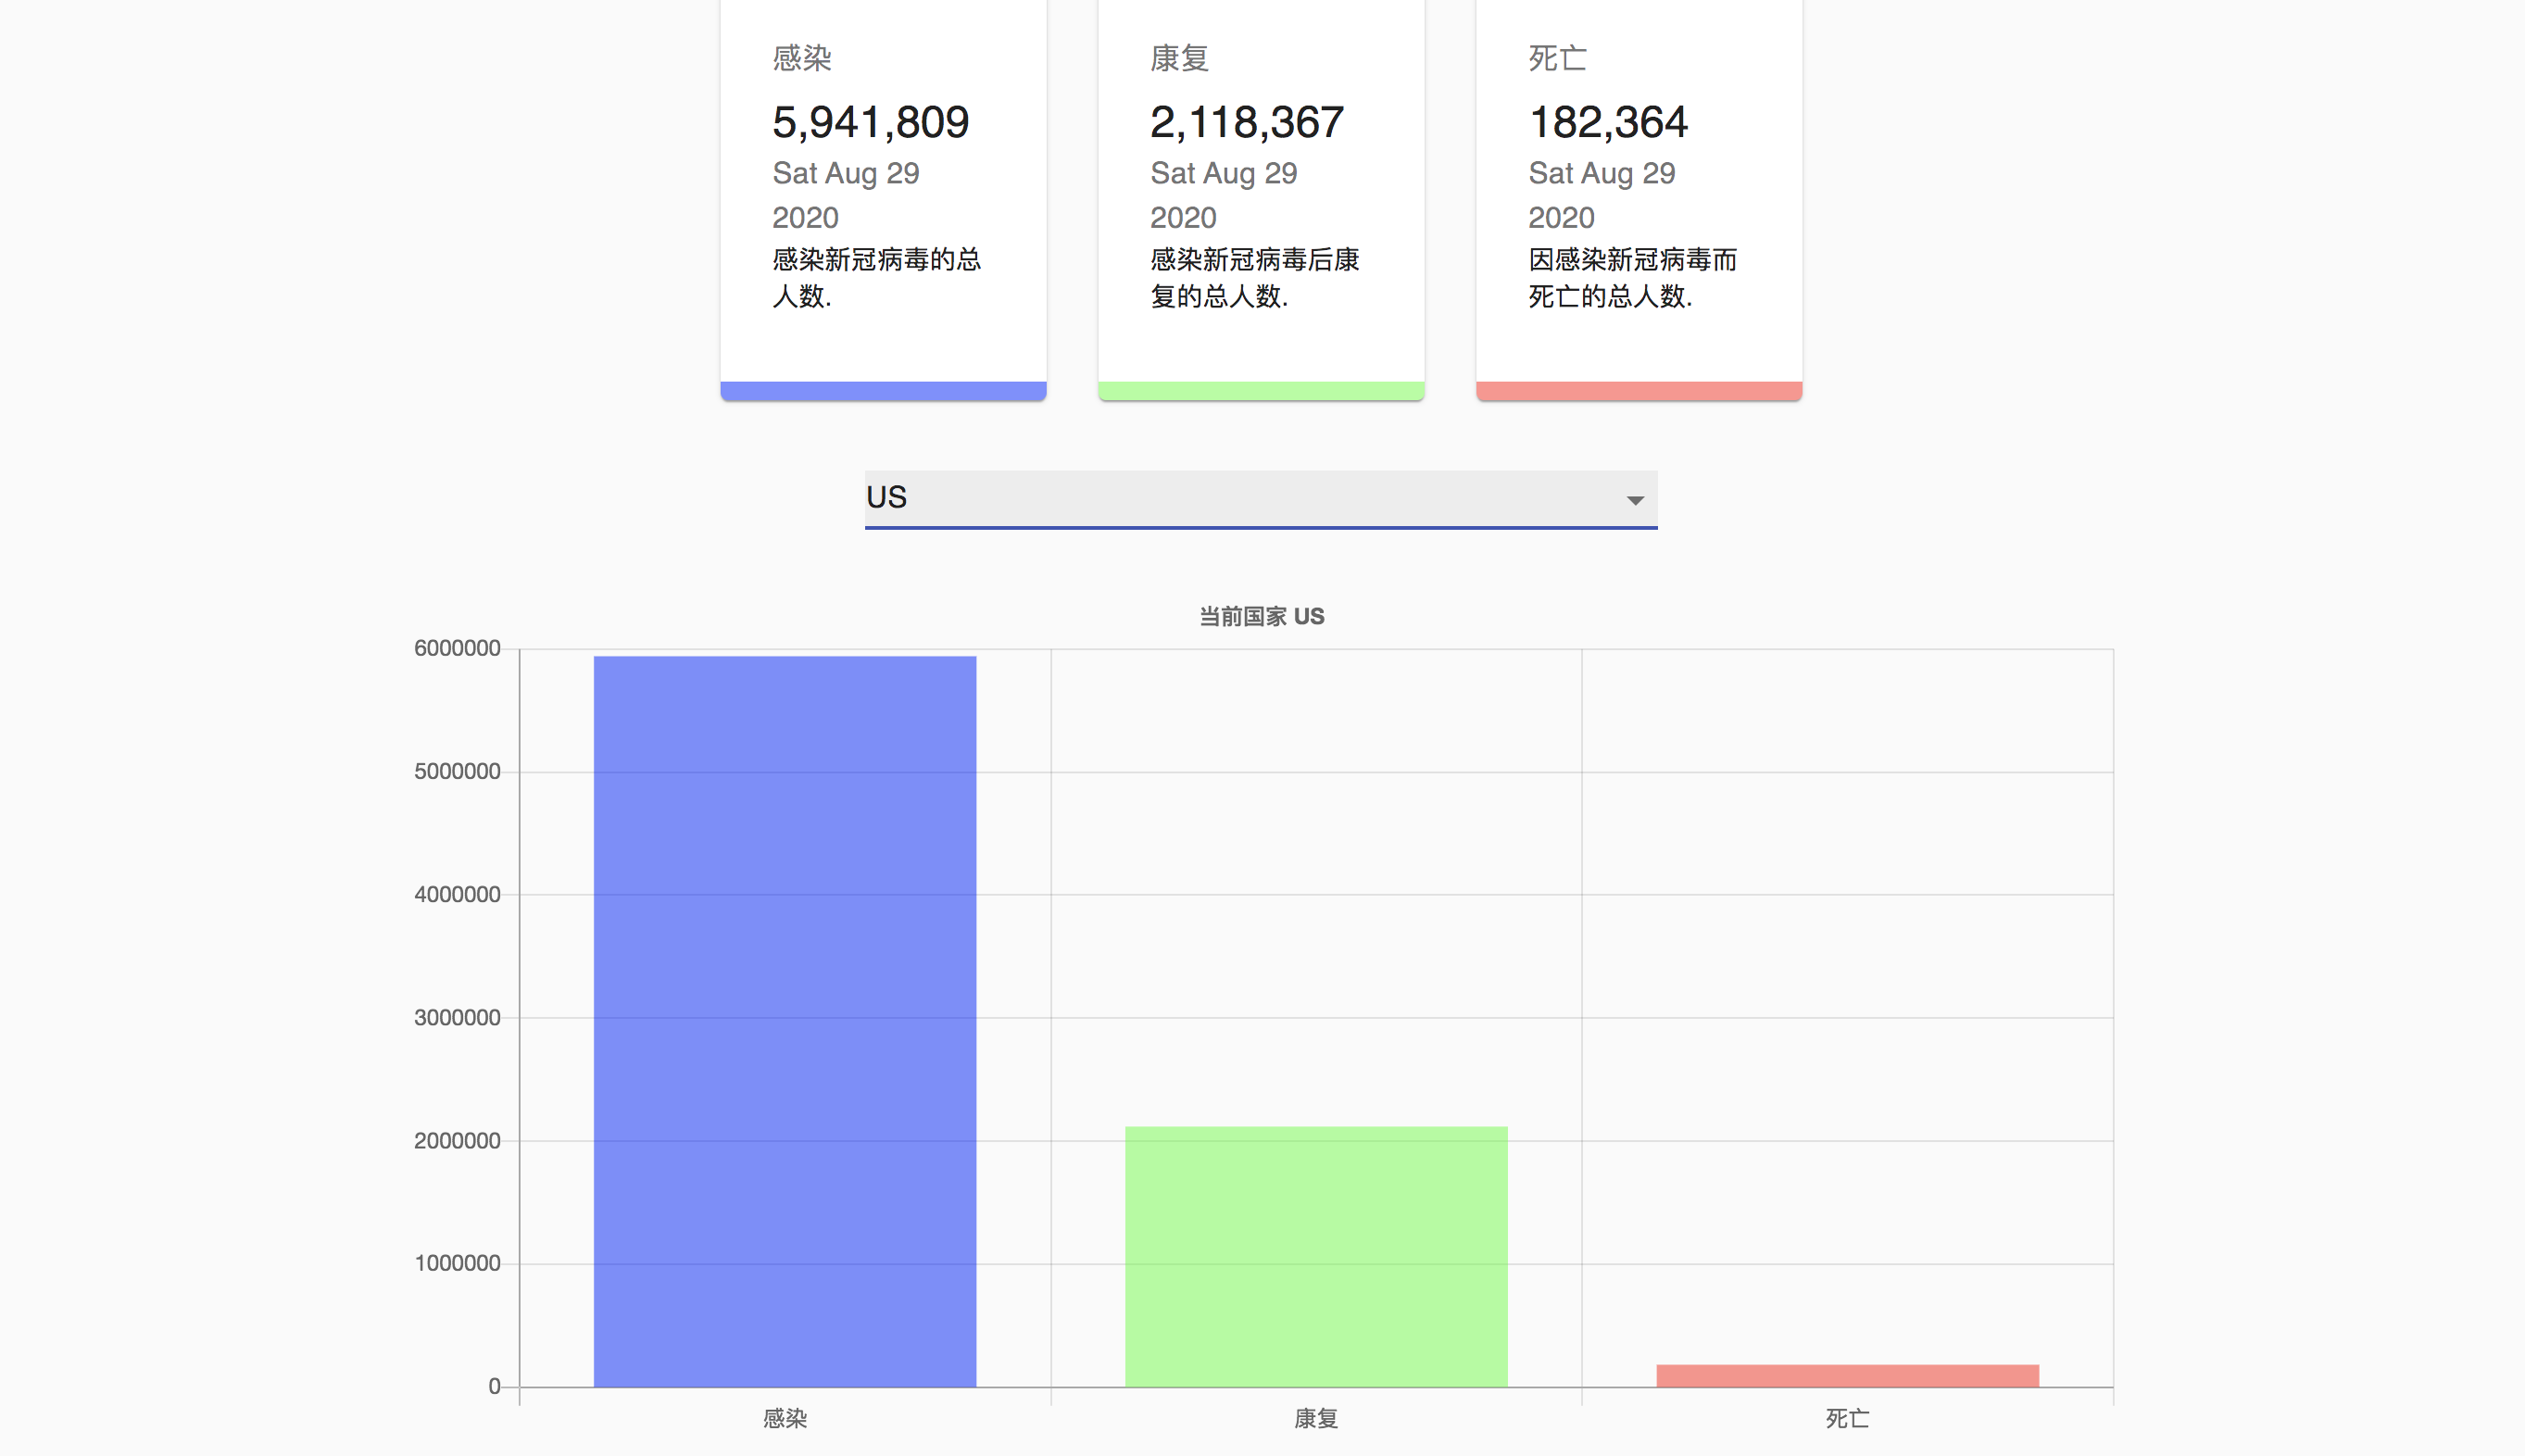 感染
5,941,809
Sat Aug 29
2020
感染新冠病毒的总
人数.
康复
2,118,367
Sat Aug 29
2020
感染新冠病毒后康
复的总人数.
死亡
182,364
Sat Aug 29
2020
因感染新冠病毒而
死亡的总人数.
US
当前国家 US
6000000
5000000
4000000
3000000
2000000
1000000
0
感染
康复
死亡